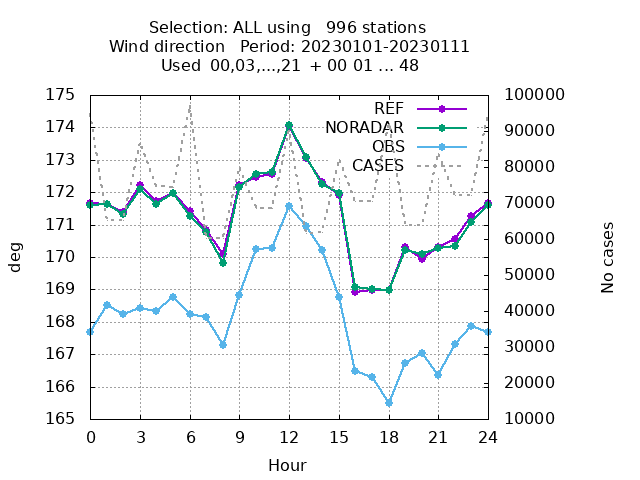 Selection: ALL using   996 stations
Wind direction   Period: 20230101-20230111
Used  00,03,...,21  + 00 01 ... 48
175
174
173
172
171
170
169
168
167
166
165
deg
REF
NORADAR
OBS
CASES
100000
90000
80000
70000
60000
50000
40000
30000
20000
10000
No cases
0 3 6 9 12 15 18 21 24
Hour